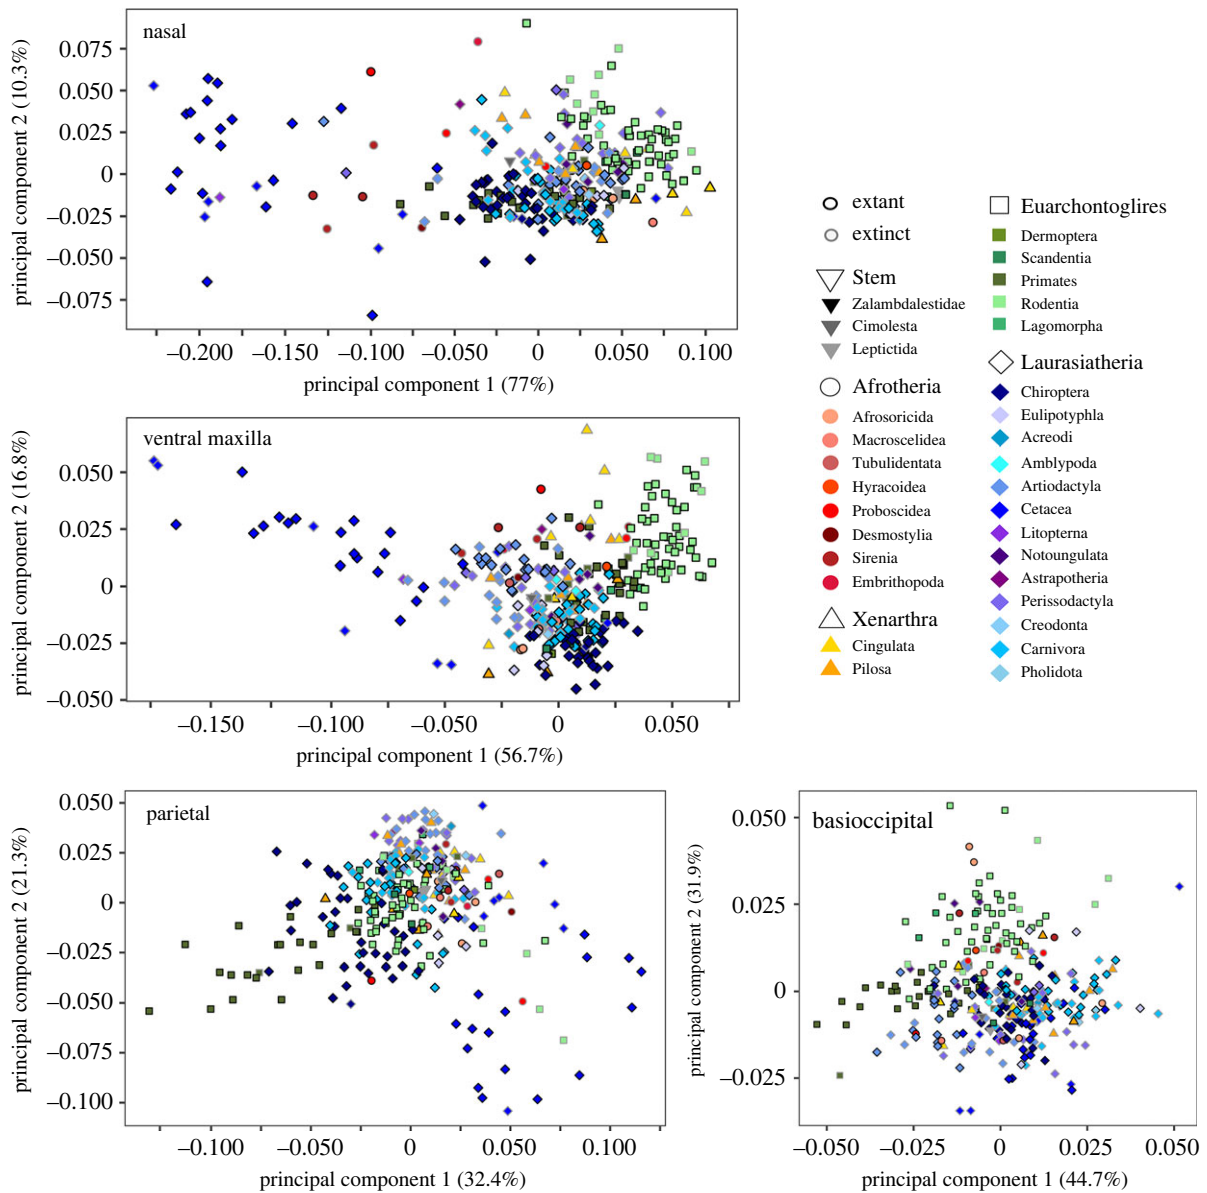 nasal
principal component 2 (10.3%)
0.075
0.050
0.025
0
–0.025
–0.050
–0.075
–0.200 –0.150 –0.100 –0.050 0 0.050 0.100
principal component 1 (77%)
ventral maxilla
principal component 2 (16.8%)
0.050
0.025
0
–0.025
–0.050
–0.150 –0.100 –0.050 0 0.050
principal component 1 (56.7%)
extant
extinct
Stem
Zalambdalestidae
Cimolesta
Leptictida
Afrotheria
Afrosoricida
Macroscelidea
Tubulidentata
Hyracoidea
Proboscidea
Desmostylia
Sirenia
Embrithopoda
Xenarthra
Cingulata
Pilosa
Euarchontoglires
Dermoptera
Scandentia
Primates
Rodentia
Lagomorpha
Laurasiatheria
Chiroptera
Eulipotyphla
Acreodi
Amblypoda
Artiodactyla
Cetacea
Litopterna
Notoungulata
Astrapotheria
Perissodactyla
Creodonta
Carnivora
Pholidota
parietal
principal component 2 (21.3%)
0.050
0.025
0
–0.025
–0.050
–0.075
–0.100
–0.100 –0.050 0 0.050 0.100
principal component 1 (32.4%)
basioccipital
principal component 2 (31.9%)
0.050
0.025
0
–0.025
–0.050 –0.025 0 0.025 0.050
principal component 1 (44.7%)